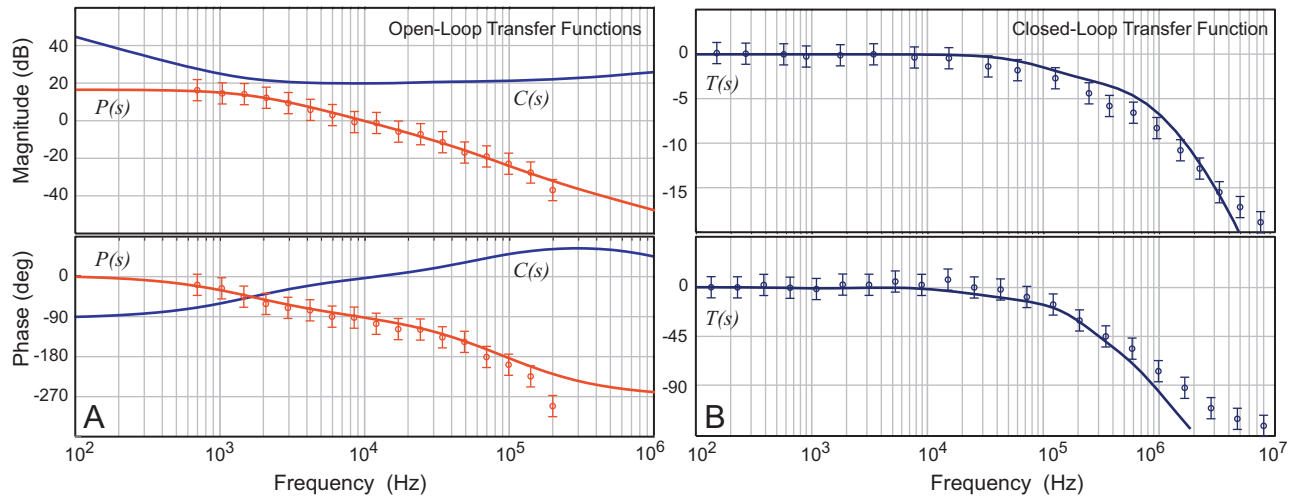 Open-Loop Transfer Functions
Magnitude (dB)
40
20
0
-20
-40
P(s)
C(s)
Phase (deg)
0
-90
-180
-270
P(s)
C(s)
A
10^2
10^3
10^4
10^5
10^6
Frequency (Hz)
Closed-Loop Transfer Function
0
-5
-10
-15
T(s)
0
-45
-90
T(s)
B
10^2
10^3
10^4
10^5
10^6
10^7
Frequency (Hz)